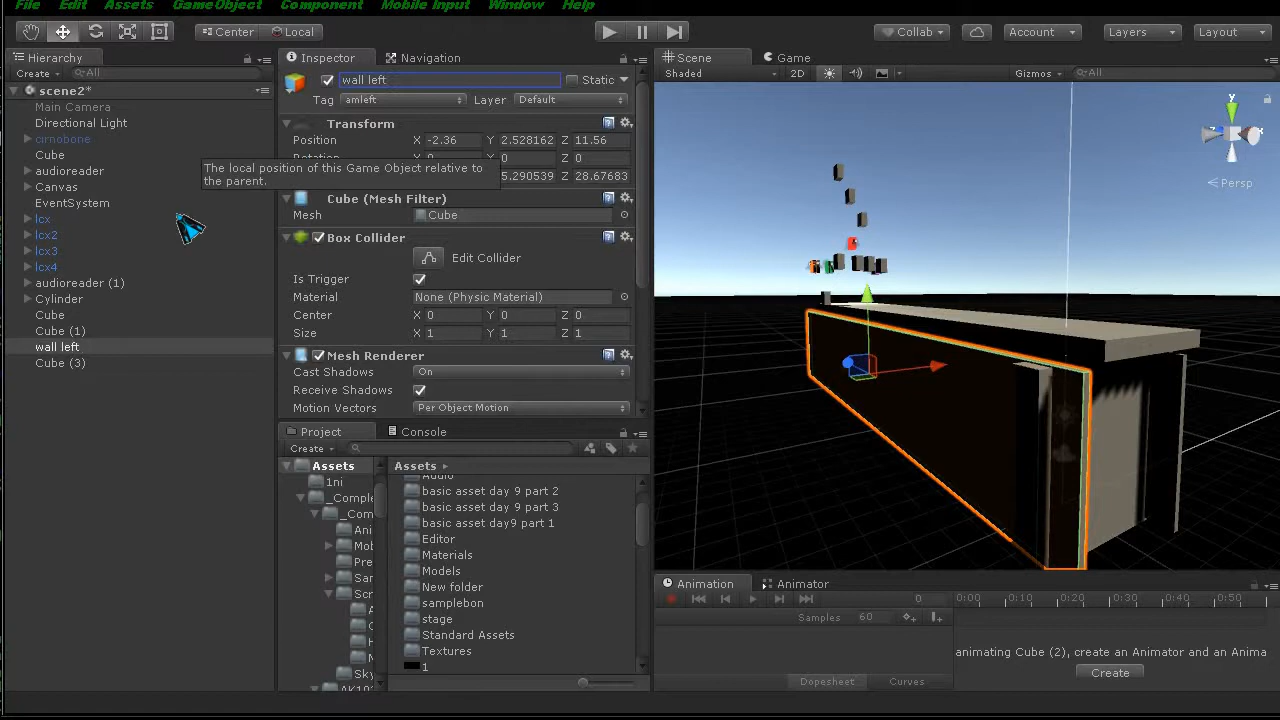 File Edit Assets GameObject Component Mobile Input Window Help
Center Local Collab Account Layers Layout
Hierarchy
Create All
scene2*
Main Camera
Directional Light
cirnobone
Cube
audioreader
Canvas
EventSystem
lcx
lcx2
lcx3
lcx4
audioreader (1)
Cylinder
Cube
Cube (1)
wall left
Cube (3)
Inspector Navigation
wall left Static
Tag amleft Layer Default
Transform
Position X -2.36 Y 2.528162 Z 11.56
The local position of this Game Object relative to
the parent.
5.290539 28.67683
Cube (Mesh Filter)
Mesh Cube
Box Collider
Edit Collider
Is Trigger
Material None (Physic Material)
Center X 0 Y 0 Z 0
Size X 1 Y 1 Z 1
Mesh Renderer
Cast Shadows On
Receive Shadows
Motion Vectors Per Object Motion
Project Console
Create
Assets
1ni
_Comple
_Com
Ani
Mob
Pre
Sar
Scr
Sky
Assets
Audio
basic asset day 9 part 2
basic asset day 9 part 3
basic asset day9 part 1
Editor
Materials
Models
New folder
samplebon
stage
Standard Assets
Textures
1
Scene Game
Shaded 2D Gizmos All
y
Persp
Animation Animator
0 0:00 0:10 0:20 0:30 0:40 0:50
Samples 60
animating Cube (2), create an Animator and an Anima
Create
Dopesheet Curves